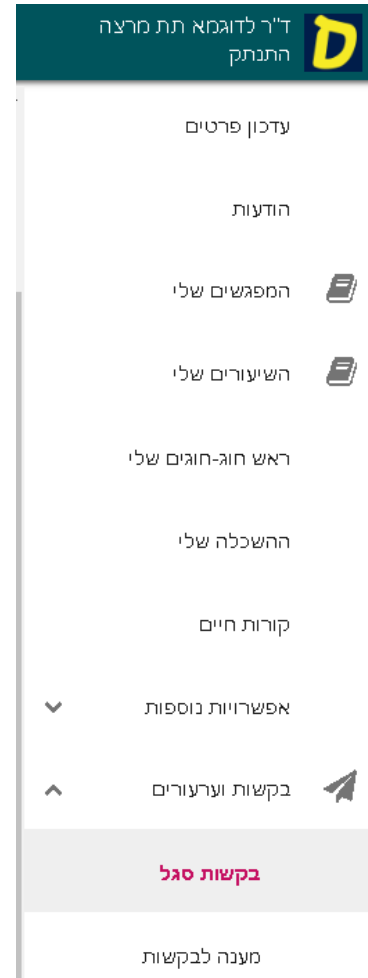 ס
ד"ר לדוגמא תת מרצה
התנתק
עדכון פרטים
הודעות
המפגשים שלי
השיעורים שלי
ראש חוג-חוגים שלי
ההשכלה שלי
קורות חיים
אפשרויות נוספות
בקשות וערעורים
בקשות סגל
מענה לבקשות